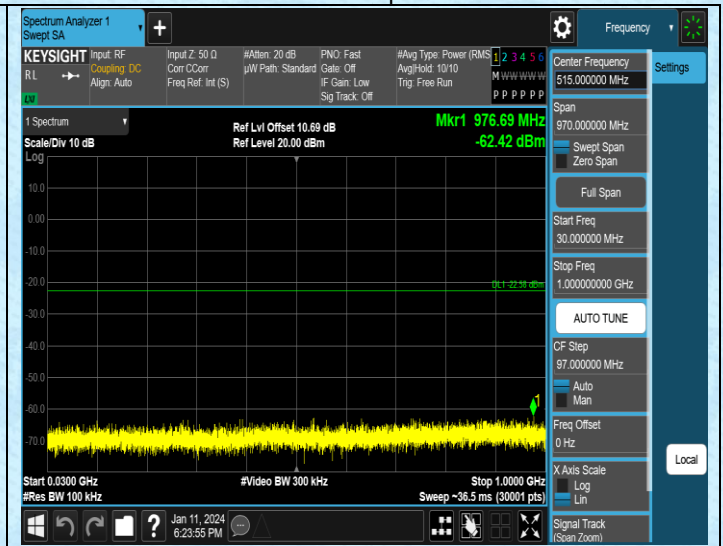 Spectrum Analyzer 1
Swept SA
+
Frequency
KEYSIGHT
RL
Input: RF
Coupling: DC
Align: Auto
Input Z: 50 Ω
Corr CCorr
Freq Ref: Int (S)
#Atten: 20 dB
µW Path: Standard
PNO: Fast
Gate: Off
IF Gain: Low
Sig Track: Off
#Avg Type: Power (RMS
Avg|Hold: 10/10
Trig: Free Run
1 2 3 4 5 6
M W W W W W
P P P P P P
1 Spectrum
Scale/Div 10 dB
Log
Ref Lvl Offset 10.69 dB
Ref Level 20.00 dBm
Mkr1 976.69 MHz
-62.42 dBm
10.0
0.00
-10.0
-20.0
DL1 -22.58 dBm
-30.0
-40.0
-50.0
-60.0
1
-70.0
Start 0.0300 GHz
#Res BW 100 kHz
#Video BW 300 kHz
Stop 1.0000 GHz
Sweep ~36.5 ms (30001 pts)
Center Frequency
515.000000 MHz
Settings
Span
970.000000 MHz
Swept Span
Zero Span
Full Span
Start Freq
30.000000 MHz
Stop Freq
1.000000000 GHz
AUTO TUNE
CF Step
97.000000 MHz
Auto
Man
Freq Offset
0 Hz
X Axis Scale
Log
Lin
Local
Signal Track
(Span Zoom)
?
Jan 11, 2024
6:23:55 PM